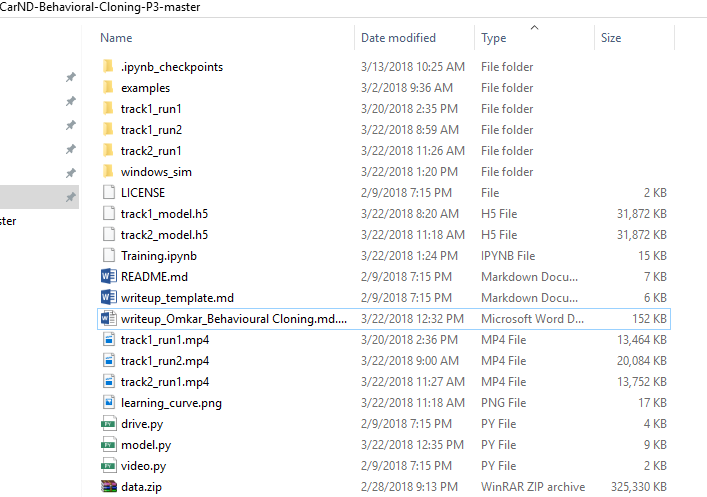 CarND-Behavioral-Cloning-P3-master
Name Date modified Type Size
.ipynb_checkpoints 3/13/2018 10:25 AM File folder
examples 3/2/2018 9:36 AM File folder
track1_run1 3/20/2018 2:35 PM File folder
track1_run2 3/22/2018 8:59 AM File folder
track2_run1 3/22/2018 11:26 AM File folder
windows_sim 3/22/2018 1:20 PM File folder
LICENSE 2/9/2018 7:15 PM File 2 KB
track1_model.h5 3/22/2018 8:20 AM H5 File 31,872 KB
track2_model.h5 3/22/2018 11:18 AM H5 File 31,872 KB
ster
Training.ipynb 3/22/2018 1:24 PM IPYNB File 15 KB
README.md 2/9/2018 7:15 PM Markdown Docu... 7 KB
writeup_template.md 2/9/2018 7:15 PM Markdown Docu... 6 KB
writeup_Omkar_Behavioural Cloning.md.... 3/22/2018 12:32 PM Microsoft Word D... 152 KB
track1_run1.mp4 3/20/2018 2:36 PM MP4 File 13,464 KB
track1_run2.mp4 3/22/2018 9:00 AM MP4 File 20,084 KB
track2_run1.mp4 3/22/2018 11:27 AM MP4 File 13,752 KB
learning_curve.png 3/22/2018 11:18 AM PNG File 17 KB
drive.py 2/9/2018 7:15 PM PY File 4 KB
model.py 3/22/2018 12:35 PM PY File 9 KB
video.py 2/9/2018 7:15 PM PY File 2 KB
data.zip 2/28/2018 9:13 PM WinRAR ZIP archive 325,330 KB